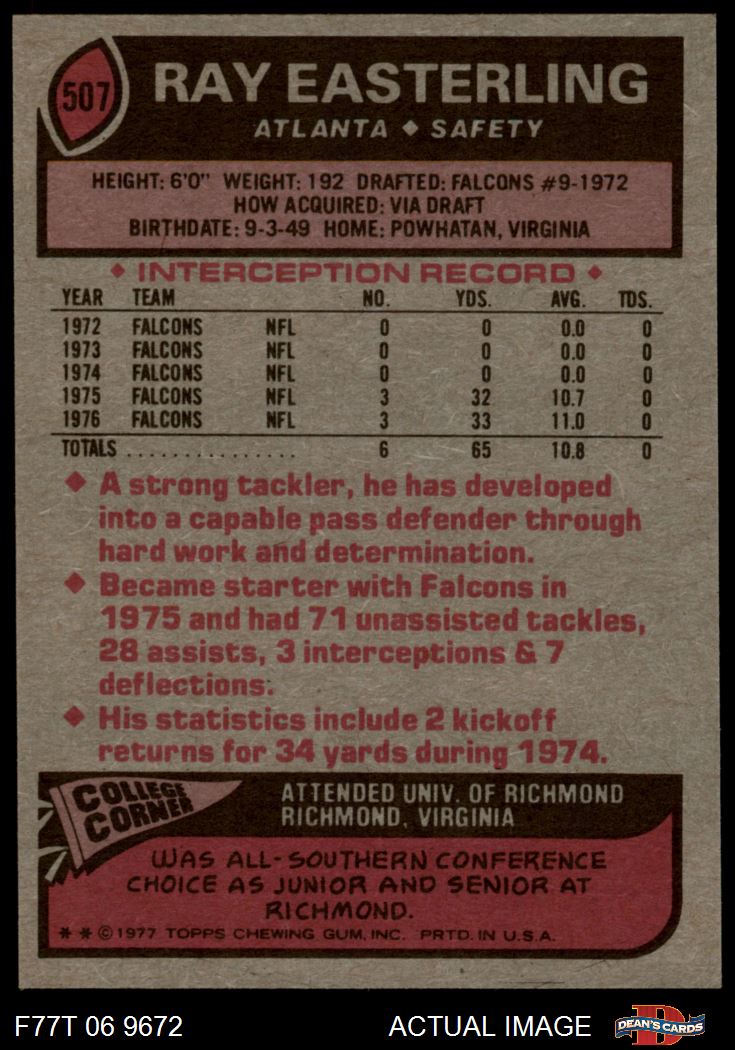 507
RAY EASTERLING
ATLANTA ◆ SAFETY
HEIGHT: 6'0" WEIGHT: 192 DRAFTED: FALCONS #9-1972
HOW ACQUIRED: VIA DRAFT
BIRTHDATE: 9-3-49 HOME: POWHATAN, VIRGINIA
◆ INTERCEPTION RECORD ◆
YEAR TEAM NO. YDS. AVG. TDS.
1972 FALCONS NFL 0 0 0.0 0
1973 FALCONS NFL 0 0 0.0 0
1974 FALCONS NFL 0 0 0.0 0
1975 FALCONS NFL 3 32 10.7 0
1976 FALCONS NFL 3 33 11.0 0
TOTALS . . . . . . . . . . . . . . . 6 65 10.8 0
◆ A strong tackler, he has developed
into a capable pass defender through
hard work and determination.
◆ Became starter with Falcons in
1975 and had 71 unassisted tackles,
28 assists, 3 interceptions & 7
deflections.
◆ His statistics include 2 kickoff
returns for 34 yards during 1974.
COLLEGE
CORNER
ATTENDED UNIV. OF RICHMOND
RICHMOND, VIRGINIA
WAS ALL-SOUTHERN CONFERENCE
CHOICE AS JUNIOR AND SENIOR AT
RICHMOND.
* * © 1977 TOPPS CHEWING GUM, INC. PRTD. IN U.S.A.
F77T 06 9672 ACTUAL IMAGE
D
DEAN'S CARDS